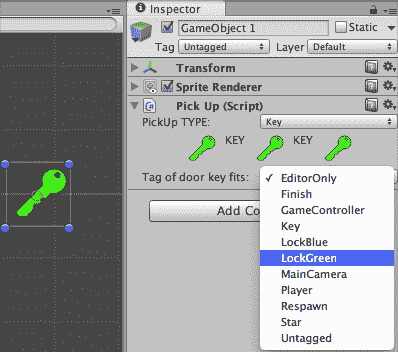 Inspector
GameObject 1
Static
Tag Untagged Layer Default
Transform
Sprite Renderer
Pick Up (Script)
PickUp TYPE: Key
KEY KEY
Tag of door key fits:
EditorOnly
Finish
GameController
Key
LockBlue
LockGreen
MainCamera
Player
Respawn
Star
Untagged
Add Co